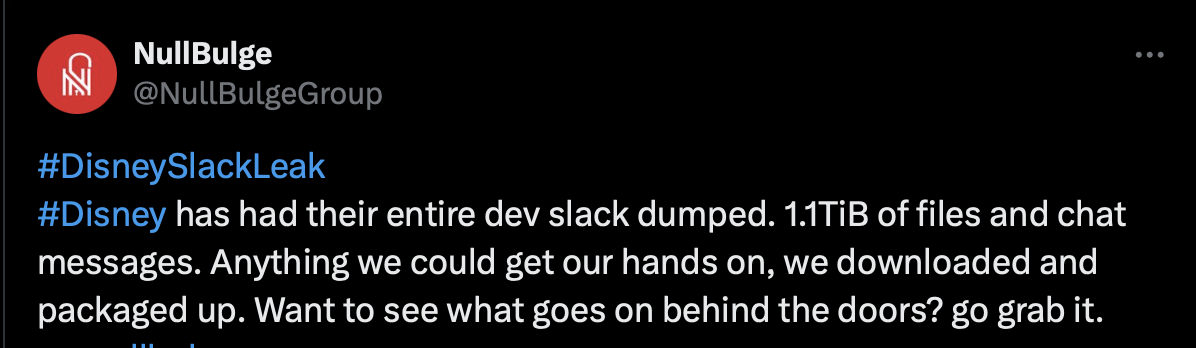 NullBulge
@NullBulgeGroup
#DisneySlackLeak
#Disney has had their entire dev slack dumped. 1.1TiB of files and chat
messages. Anything we could get our hands on, we downloaded and
packaged up. Want to see what goes on behind the doors? go grab it.